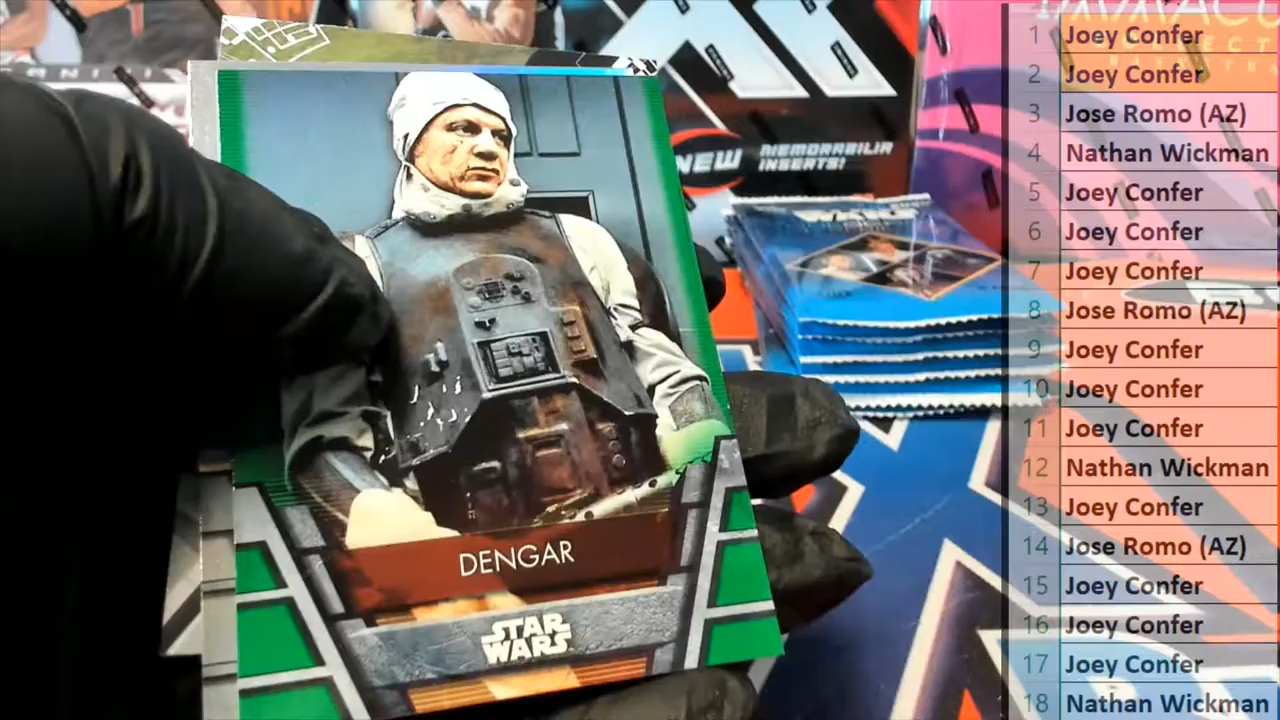 NEW
MEMORABILIA
INSERTS!
DENGAR
STAR
WARS
1 Joey Confer
2 Joey Confer
3 Jose Romo (AZ)
4 Nathan Wickman
5 Joey Confer
6 Joey Confer
7 Joey Confer
8 Jose Romo (AZ)
9 Joey Confer
10 Joey Confer
11 Joey Confer
12 Nathan Wickman
13 Joey Confer
14 Jose Romo (AZ)
15 Joey Confer
16 Joey Confer
17 Joey Confer
18 Nathan Wickman